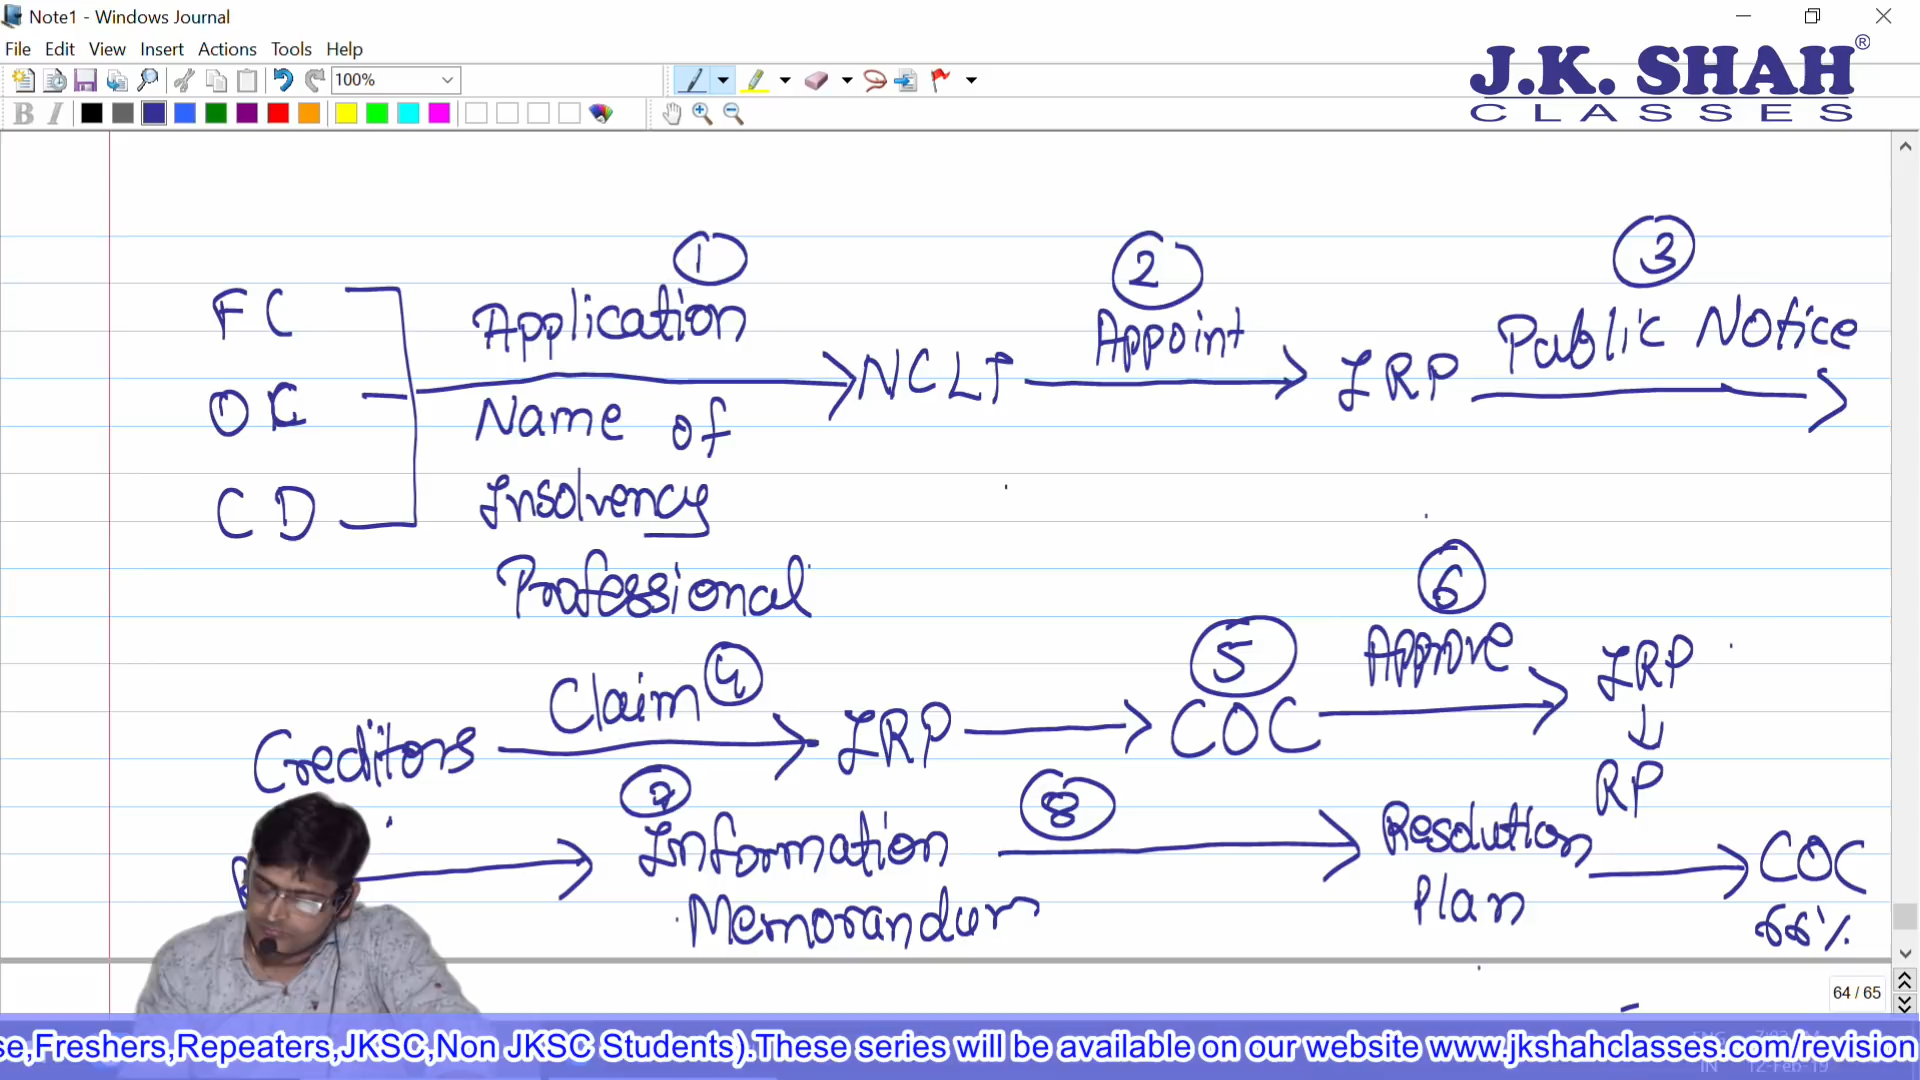 Note1 - Windows Journal
File Edit View Insert Actions Tools Help
100%
J.K. SHAH®
CLASSES
1 2 3
FC Application Appoint Public Notice
NCLT IRP
OC Name of
CD Insolvency
Professional
6
4 5
Claim Approve IRP
Creditors IRP COC
RP
7 8
Information Resolution COC
Memorandum Plan 66%
64 / 65
se,Freshers,Repeaters,JKSC,Non JKSC Students).These series will be available on our website www.jkshahclasses.com/revision
12-Feb-19